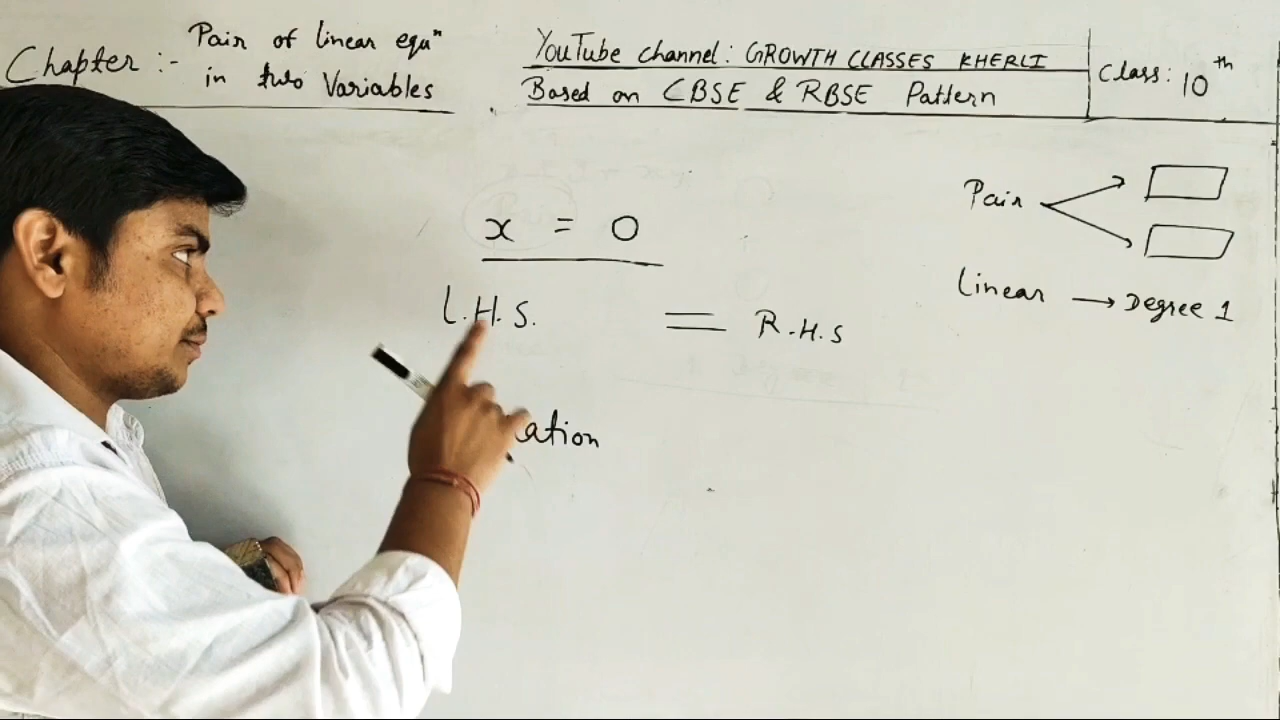 Chapter :- Pair of linear equⁿ
in two Variables
YouTube channel: GROWTH CLASSES KHERLI
Based on CBSE & RBSE Pattern
Class: 10th
x = 0
L.H.S. = R.H.S
ation
Pair
Linear → Degree 1